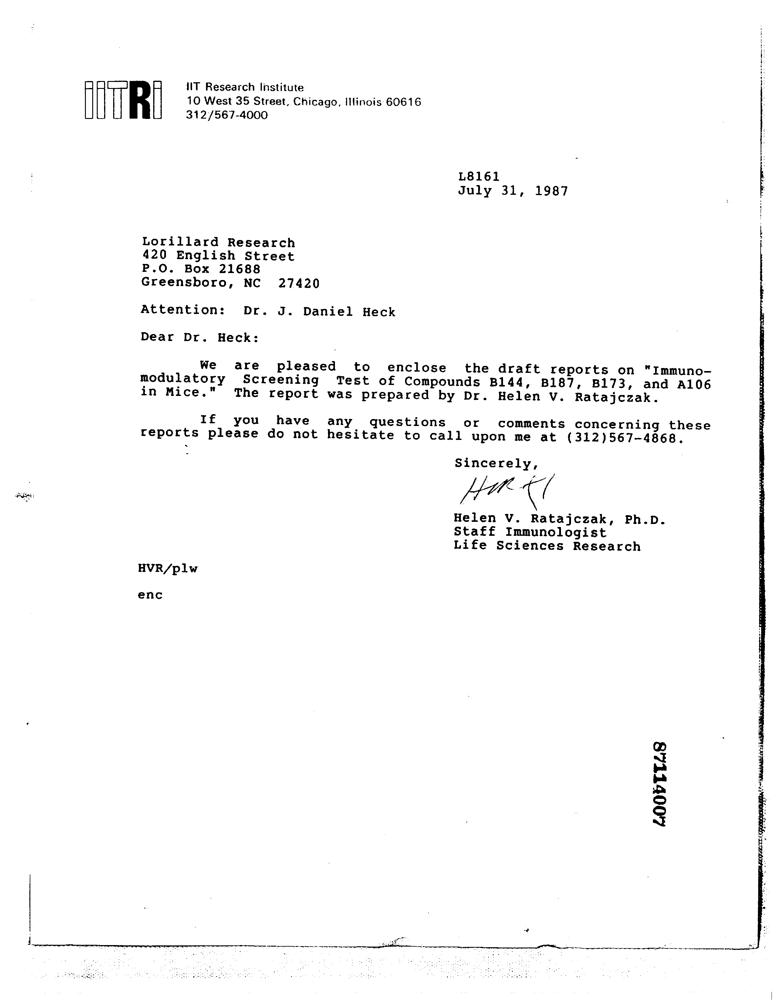 IITRI
IIT Research Institute
10 West 35 Street, Chicago, Illinois 60616
312/567-4000
L8161
July 31, 1987
Lorillard Research
420 English Street
P.O. Box 21688
Greensboro, NC 27420
Attention: Dr. J. Daniel Heck
Dear Dr. Heck:
We are pleased to enclose the draft reports on "Immuno-
modulatory Screening Test of Compounds B144, B187, B173, and A106
in Mice." The report was prepared by Dr. Helen V. Ratajczak.
If you have any questions or comments concerning these
reports please do not hesitate to call upon me at (312)567-4868.
Sincerely,
Helen V. Ratajczak, Ph.D.
Staff Immunologist
Life Sciences Research
HVR/plw
enc
87114007